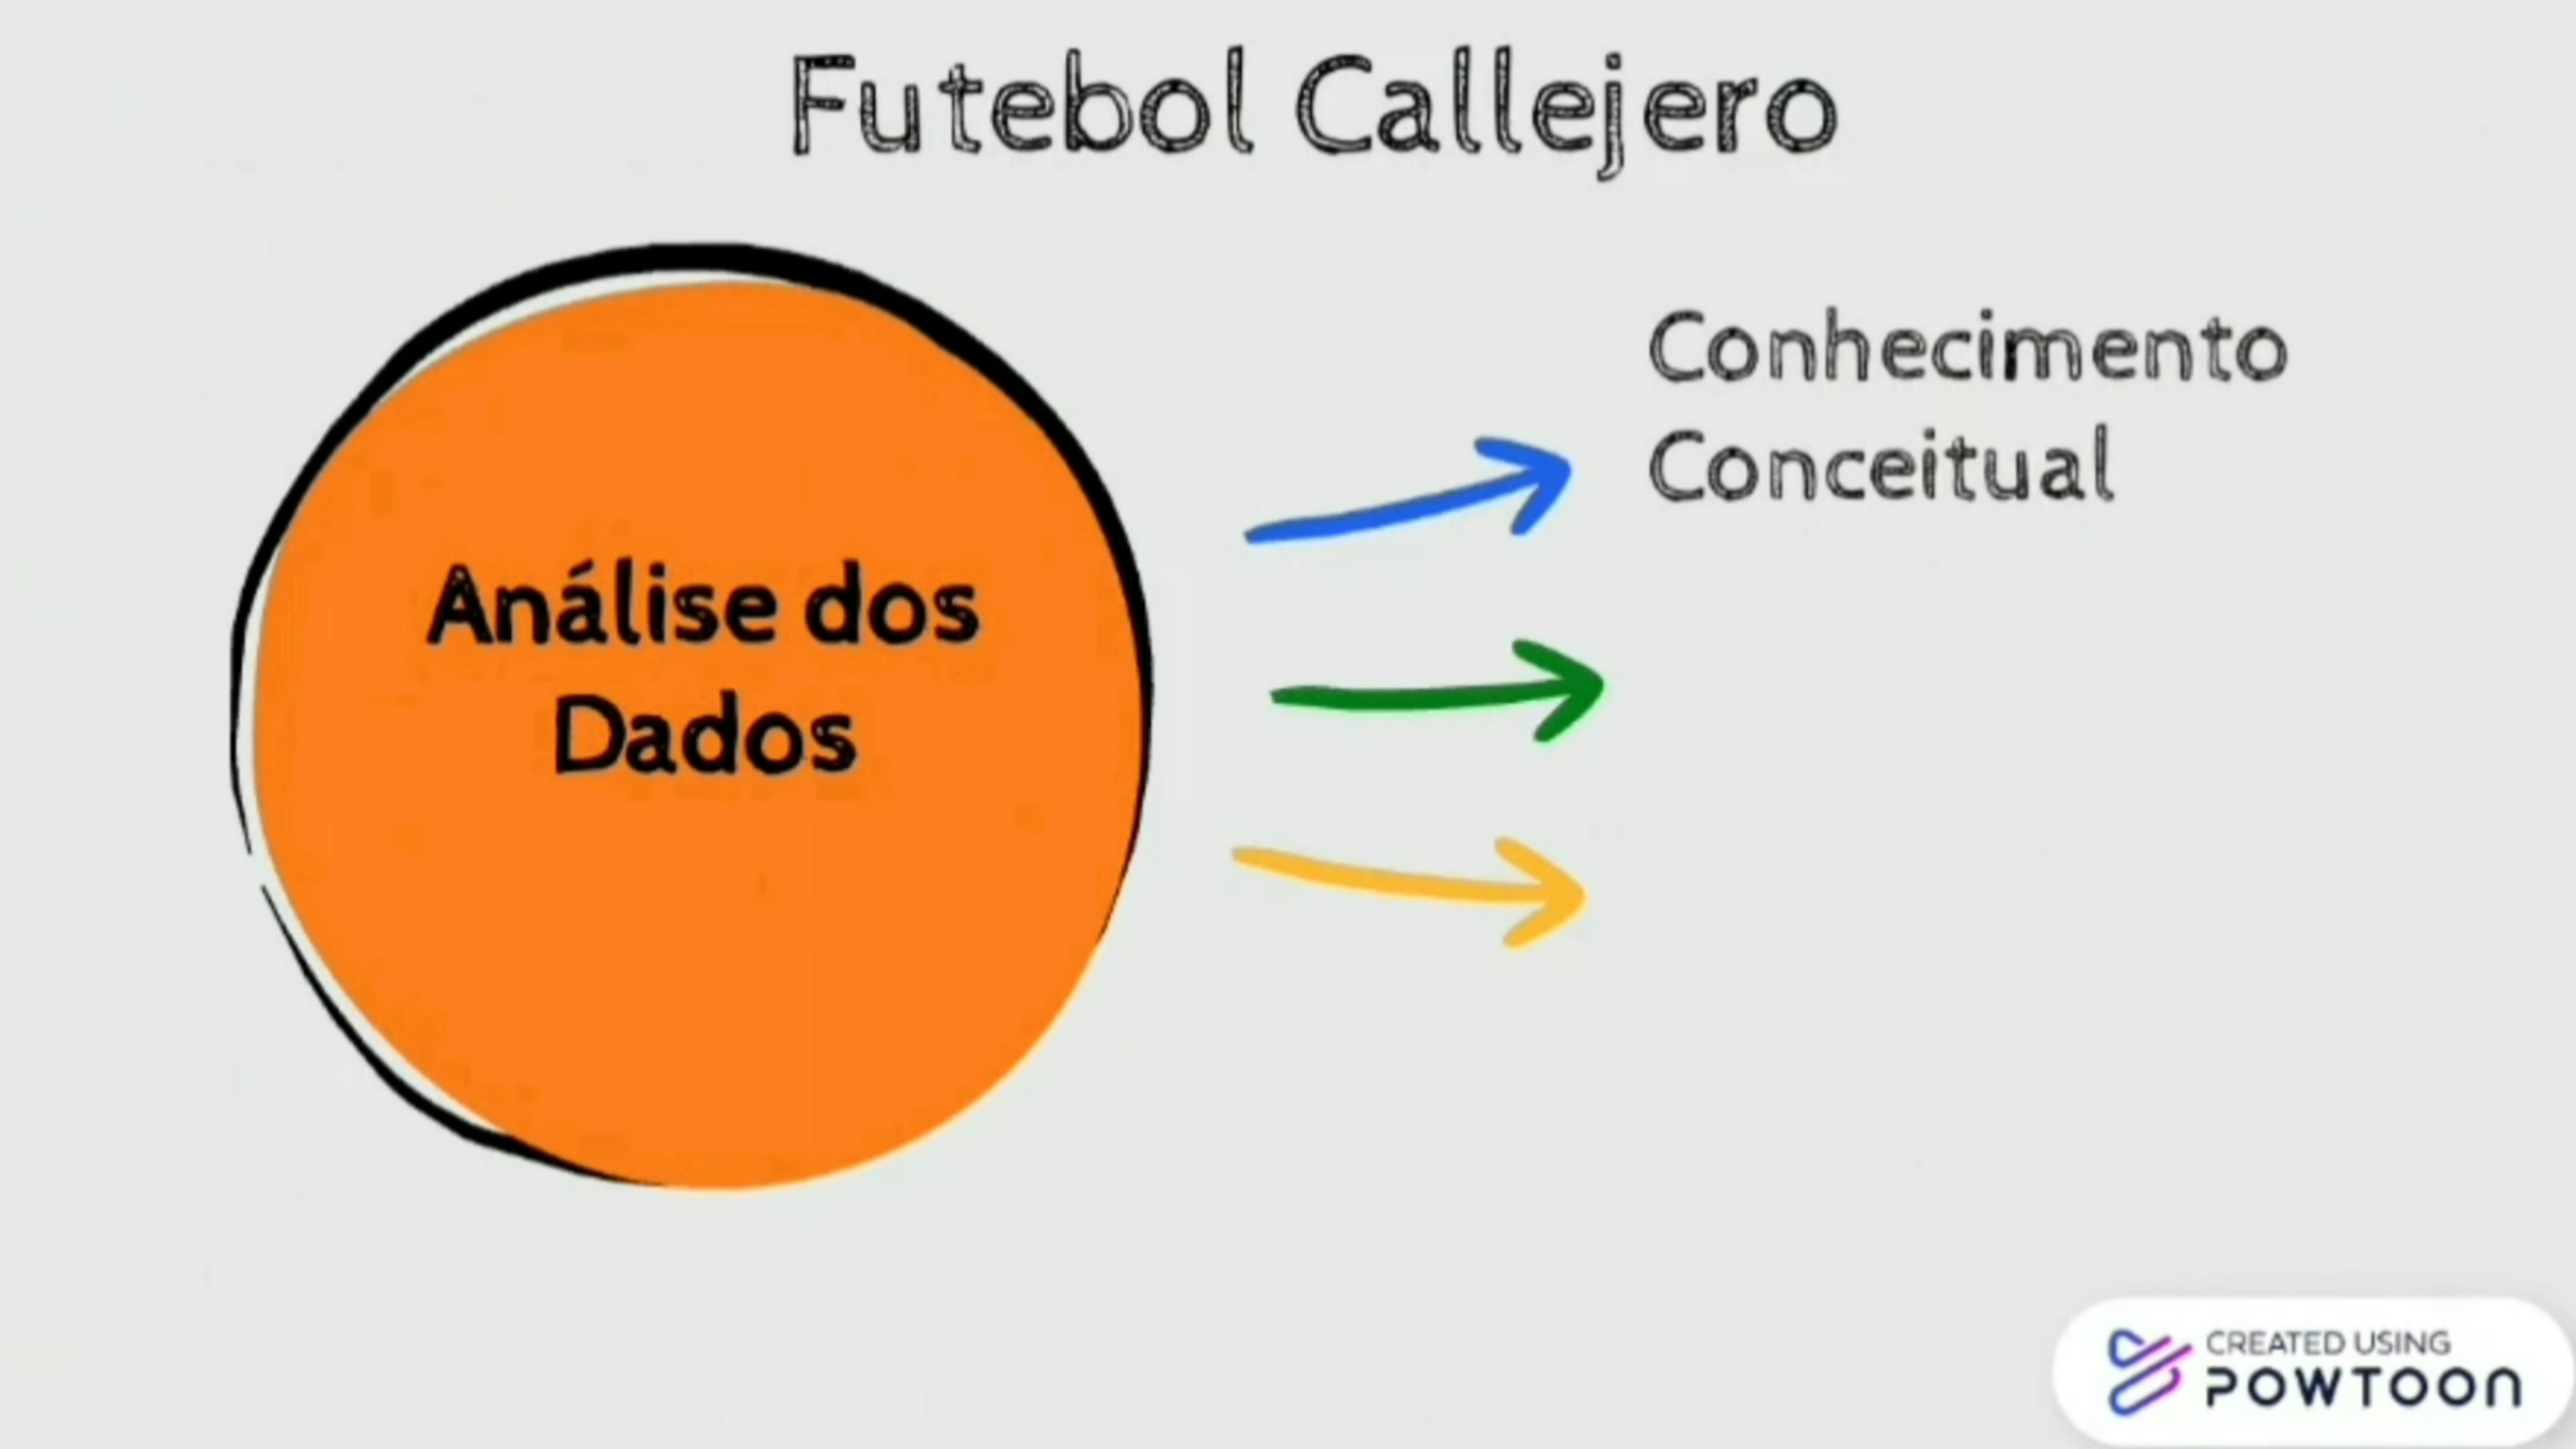 Futebol Callejero
Conhecimento
Conceitual
Análise dos
Dados
CREATED USING
POWTOON